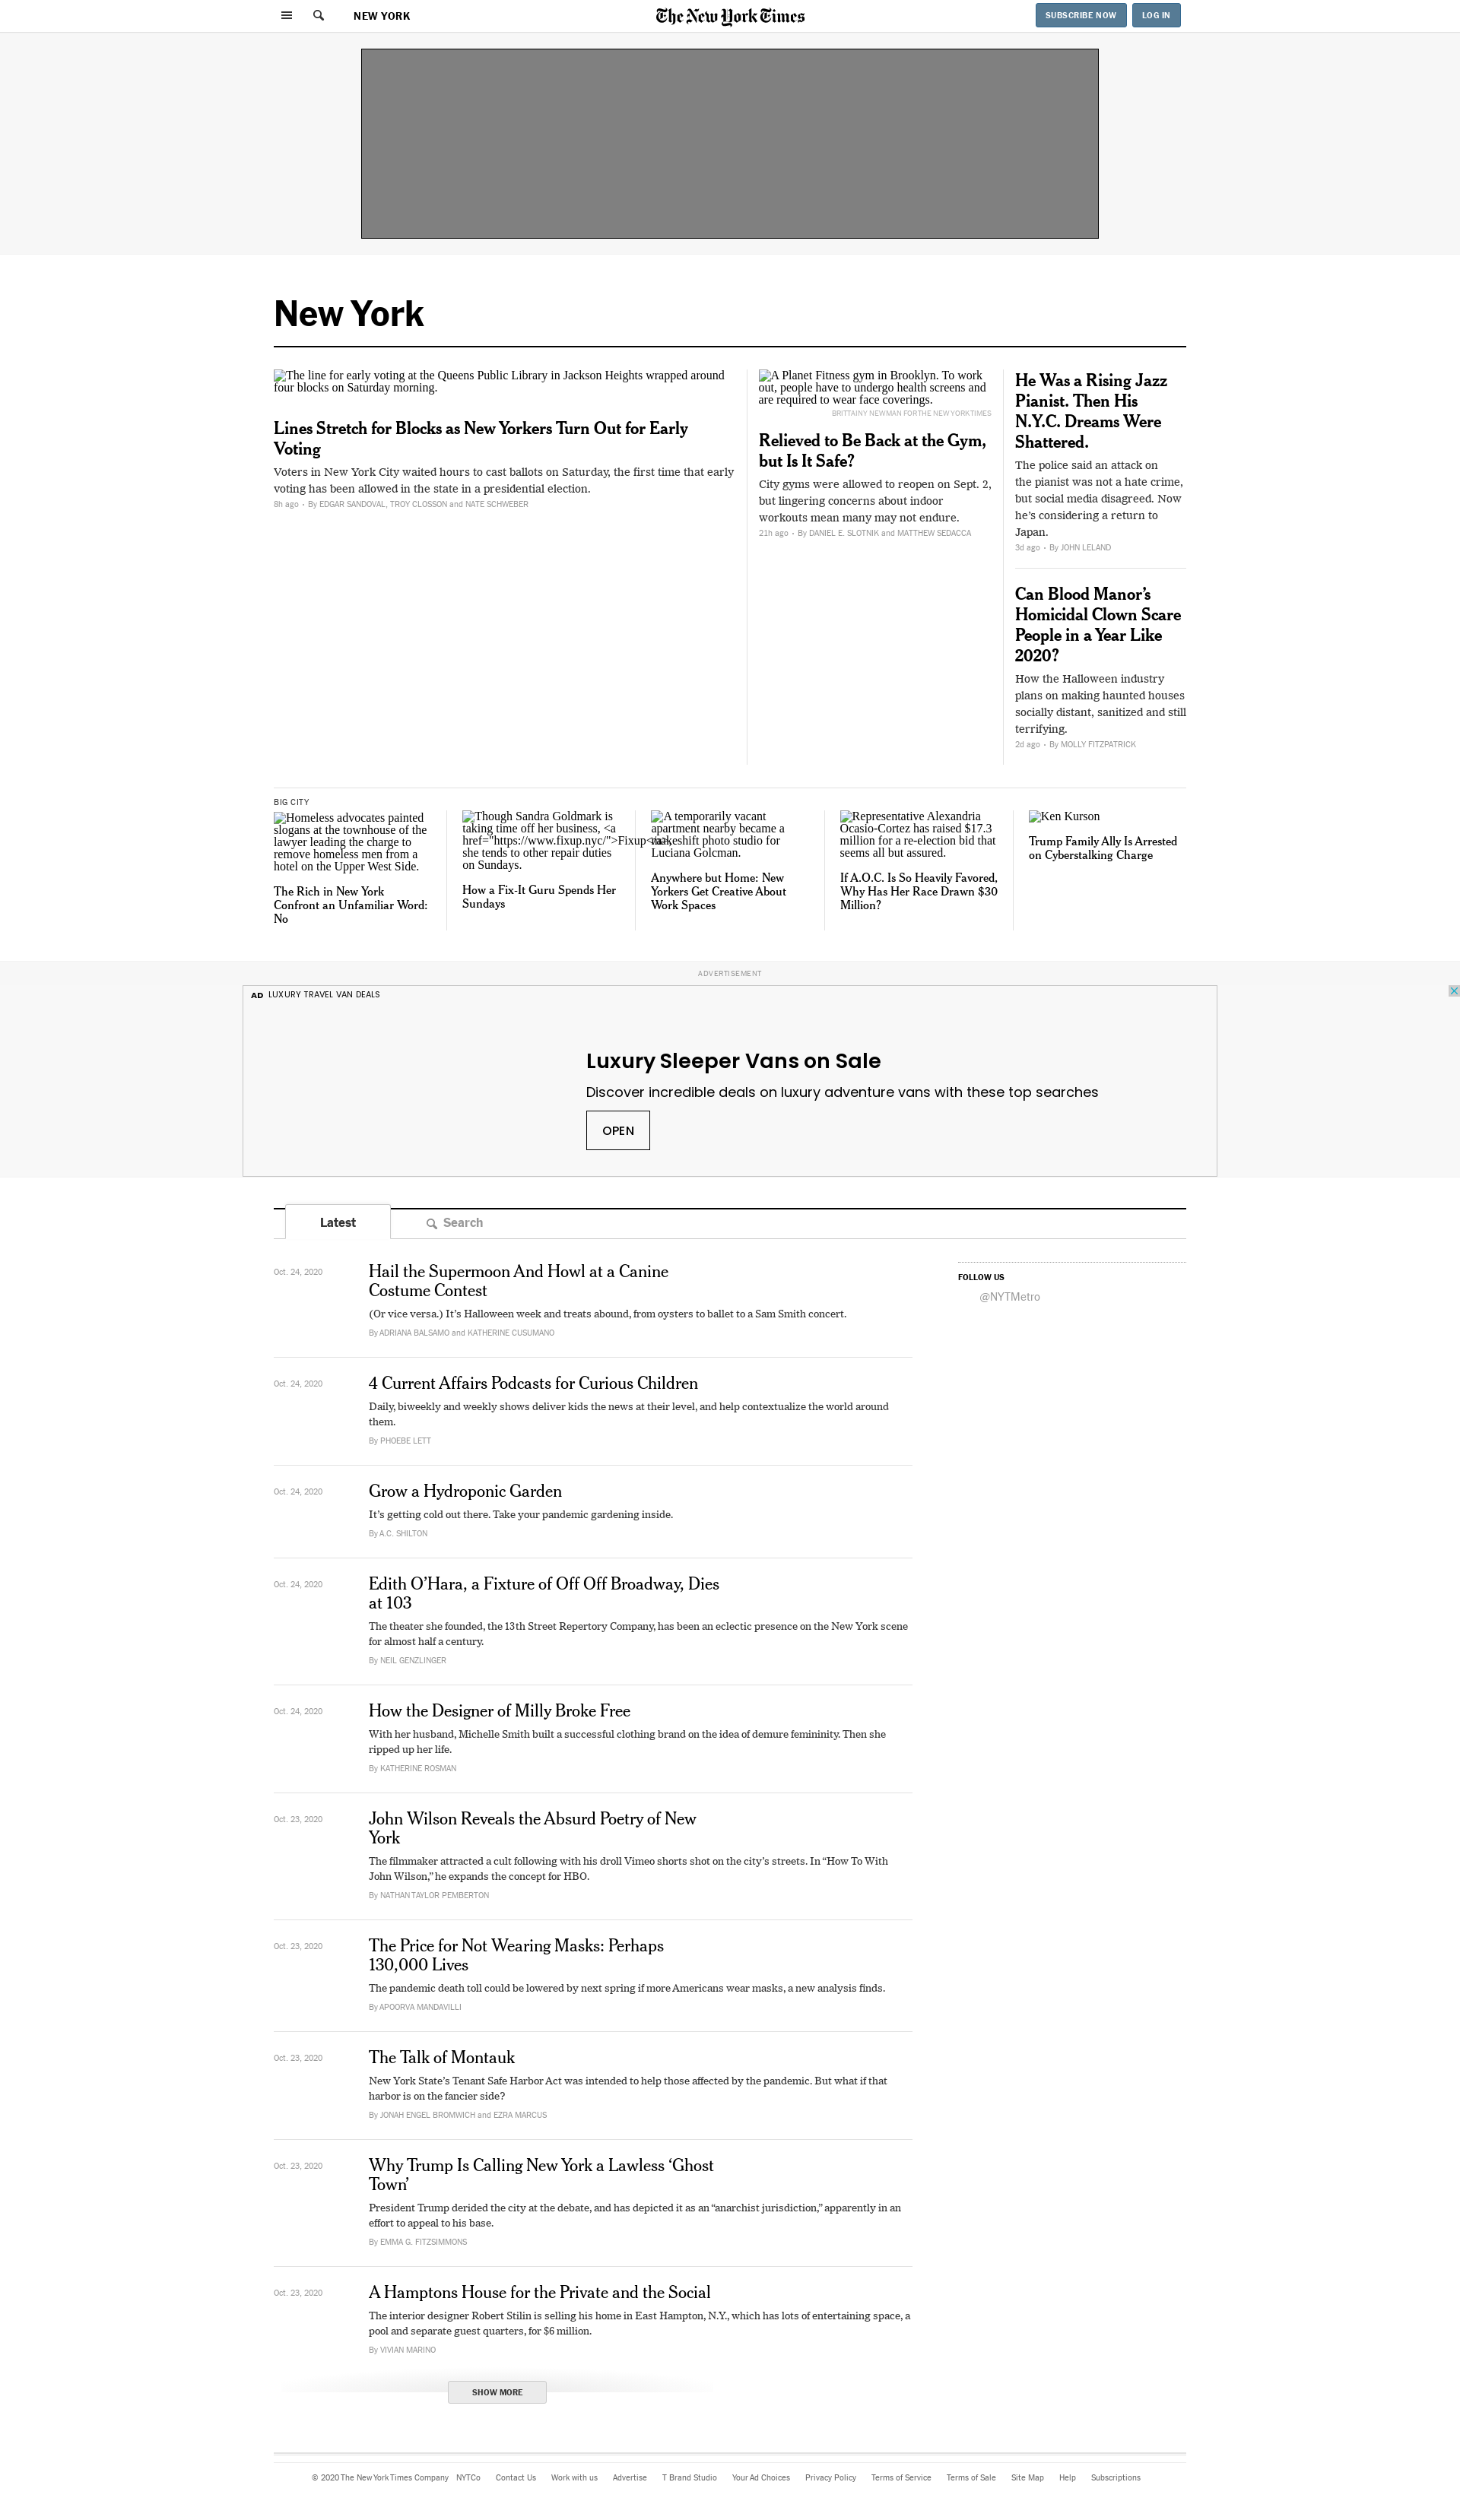 NEW YORK
The New York Times
SUBSCRIBE NOW
LOG IN
New York
The line for early voting at the Queens Public Library in Jackson Heights wrapped around
four blocks on Saturday morning.
Lines Stretch for Blocks as New Yorkers Turn Out for Early
Voting
Voters in New York City waited hours to cast ballots on Saturday, the first time that early
voting has been allowed in the state in a presidential election.
8h ago • By EDGAR SANDOVAL, TROY CLOSSON and NATE SCHWEBER
A Planet Fitness gym in Brooklyn. To work
out, people have to undergo health screens and
are required to wear face coverings.
BRITTAINY NEWMAN FOR THE NEW YORK TIMES
Relieved to Be Back at the Gym,
but Is It Safe?
City gyms were allowed to reopen on Sept. 2,
but lingering concerns about indoor
workouts mean many may not endure.
21h ago • By DANIEL E. SLOTNIK and MATTHEW SEDACCA
He Was a Rising Jazz
Pianist. Then His
N.Y.C. Dreams Were
Shattered.
The police said an attack on
the pianist was not a hate crime,
but social media disagreed. Now
he’s considering a return to
Japan.
3d ago • By JOHN LELAND
Can Blood Manor’s
Homicidal Clown Scare
People in a Year Like
2020?
How the Halloween industry
plans on making haunted houses
socially distant, sanitized and still
terrifying.
2d ago • By MOLLY FITZPATRICK
BIG CITY
Homeless advocates painted
slogans at the townhouse of the
lawyer leading the charge to
remove homeless men from a
hotel on the Upper West Side.
The Rich in New York
Confront an Unfamiliar Word:
No
Though Sandra Goldmark is
taking time off her business, <a
href="https://www.fixup.nyc/">Fixup</a>,
she tends to other repair duties
on Sundays.
How a Fix-It Guru Spends Her
Sundays
A temporarily vacant
apartment nearby became a
makeshift photo studio for
Luciana Golcman.
Anywhere but Home: New
Yorkers Get Creative About
Work Spaces
Representative Alexandria
Ocasio-Cortez has raised $17.3
million for a re-election bid that
seems all but assured.
If A.O.C. Is So Heavily Favored,
Why Has Her Race Drawn $30
Million?
Ken Kurson
Trump Family Ally Is Arrested
on Cyberstalking Charge
ADVERTISEMENT
AD LUXURY TRAVEL VAN DEALS
Luxury Sleeper Vans on Sale
Discover incredible deals on luxury adventure vans with these top searches
OPEN
Latest
Search
Oct. 24, 2020
Hail the Supermoon And Howl at a Canine
Costume Contest
(Or vice versa.) It’s Halloween week and treats abound, from oysters to ballet to a Sam Smith concert.
By ADRIANA BALSAMO and KATHERINE CUSUMANO
FOLLOW US
@NYTMetro
Oct. 24, 2020
4 Current Affairs Podcasts for Curious Children
Daily, biweekly and weekly shows deliver kids the news at their level, and help contextualize the world around
them.
By PHOEBE LETT
Oct. 24, 2020
Grow a Hydroponic Garden
It’s getting cold out there. Take your pandemic gardening inside.
By A.C. SHILTON
Oct. 24, 2020
Edith O’Hara, a Fixture of Off Off Broadway, Dies
at 103
The theater she founded, the 13th Street Repertory Company, has been an eclectic presence on the New York scene
for almost half a century.
By NEIL GENZLINGER
Oct. 24, 2020
How the Designer of Milly Broke Free
With her husband, Michelle Smith built a successful clothing brand on the idea of demure femininity. Then she
ripped up her life.
By KATHERINE ROSMAN
Oct. 23, 2020
John Wilson Reveals the Absurd Poetry of New
York
The filmmaker attracted a cult following with his droll Vimeo shorts shot on the city’s streets. In “How To With
John Wilson,” he expands the concept for HBO.
By NATHAN TAYLOR PEMBERTON
Oct. 23, 2020
The Price for Not Wearing Masks: Perhaps
130,000 Lives
The pandemic death toll could be lowered by next spring if more Americans wear masks, a new analysis finds.
By APOORVA MANDAVILLI
Oct. 23, 2020
The Talk of Montauk
New York State’s Tenant Safe Harbor Act was intended to help those affected by the pandemic. But what if that
harbor is on the fancier side?
By JONAH ENGEL BROMWICH and EZRA MARCUS
Oct. 23, 2020
Why Trump Is Calling New York a Lawless ‘Ghost
Town’
President Trump derided the city at the debate, and has depicted it as an “anarchist jurisdiction,” apparently in an
effort to appeal to his base.
By EMMA G. FITZSIMMONS
Oct. 23, 2020
A Hamptons House for the Private and the Social
The interior designer Robert Stilin is selling his home in East Hampton, N.Y., which has lots of entertaining space, a
pool and separate guest quarters, for $6 million.
By VIVIAN MARINO
SHOW MORE
© 2020 The New York Times Company NYTCo Contact Us Work with us Advertise T Brand Studio Your Ad Choices Privacy Policy Terms of Service Terms of Sale Site Map Help Subscriptions